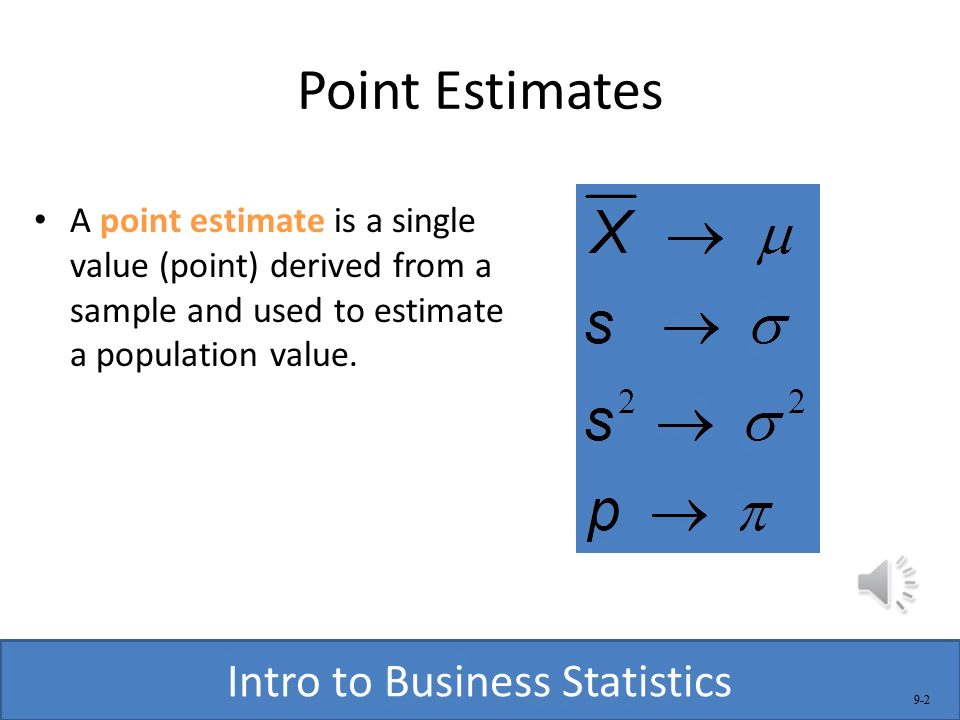 Point Estimates
• A point estimate is a single
value (point) derived from a
sample and used to estimate
a population value.
X̅ → μ
s → σ
s² → σ²
p → π
Intro to Business Statistics
9-2